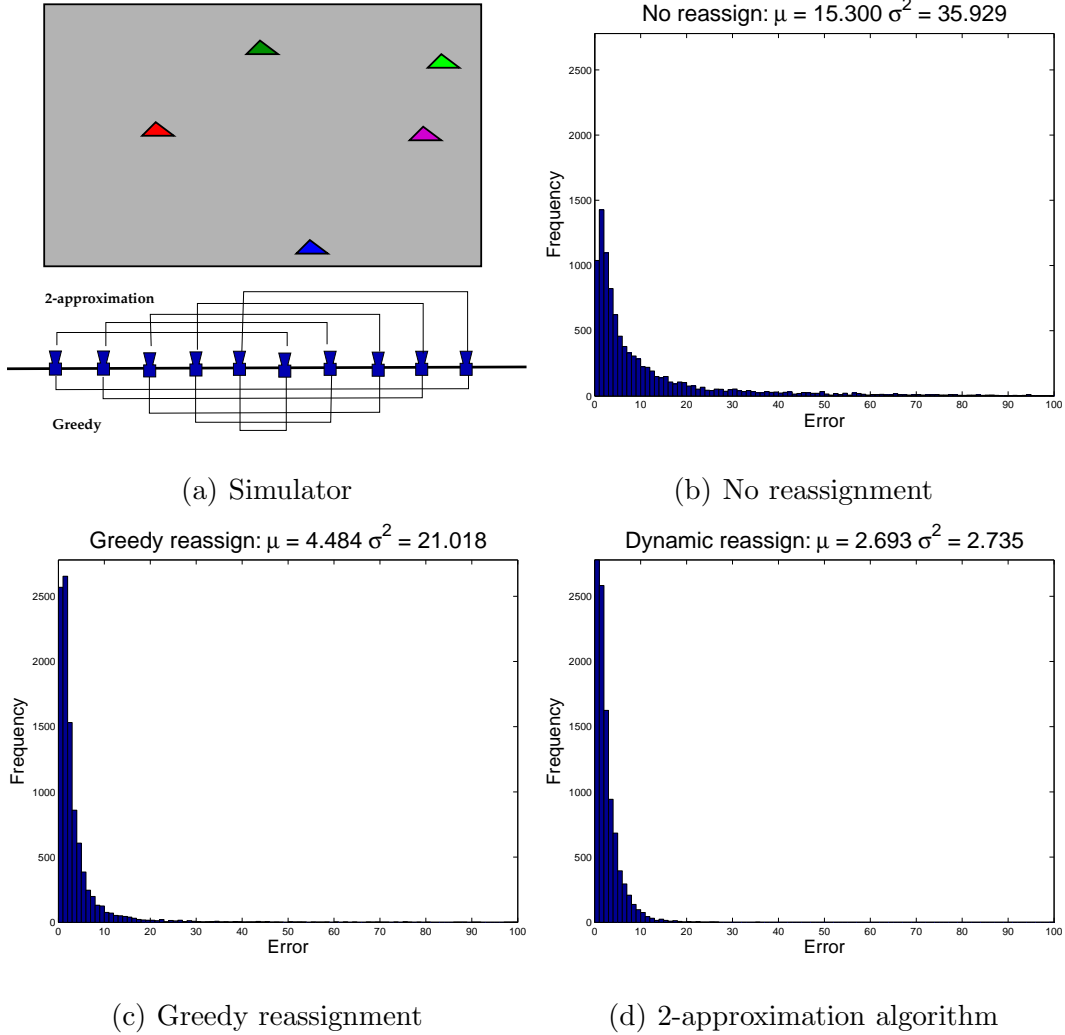 2-approximation
Greedy
(a) Simulator
No reassign: μ = 15.300 σ² = 35.929
Frequency
2500
2000
1500
1000
500
0
0 10 20 30 40 50 60 70 80 90 100
Error
(b) No reassignment
Greedy reassign: μ = 4.484 σ² = 21.018
Frequency
2500
2000
1500
1000
500
0
0 10 20 30 40 50 60 70 80 90 100
Error
(c) Greedy reassignment
Dynamic reassign: μ = 2.693 σ² = 2.735
Frequency
2500
2000
1500
1000
500
0
0 10 20 30 40 50 60 70 80 90 100
Error
(d) 2-approximation algorithm